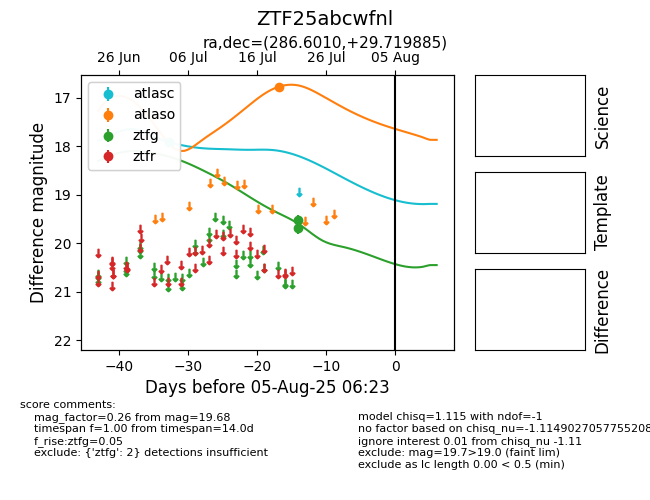 ZTF25abcwfnl
ra,dec=(286.6010,+29.719885)
26 Jun 06 Jul 16 Jul 26 Jul 05 Aug
atlasc
atlaso
ztfg
ztfr
17
18
19
20
21
22
Difference magnitude
−40 −30 −20 −10 0
Days before 05-Aug-25 06:23
Science
Template
Difference
score comments:
mag_factor=0.26 from mag=19.68
timespan f=1.00 from timespan=14.0d
f_rise:ztfg=0.05
exclude: {'ztfg': 2} detections insufficient
model chisq=1.115 with ndof=-1
no factor based on chisq_nu=-1.1149027057755208
ignore interest 0.01 from chisq_nu -1.11
exclude: mag=19.7>19.0 (faint lim)
exclude as lc length 0.00 < 0.5 (min)